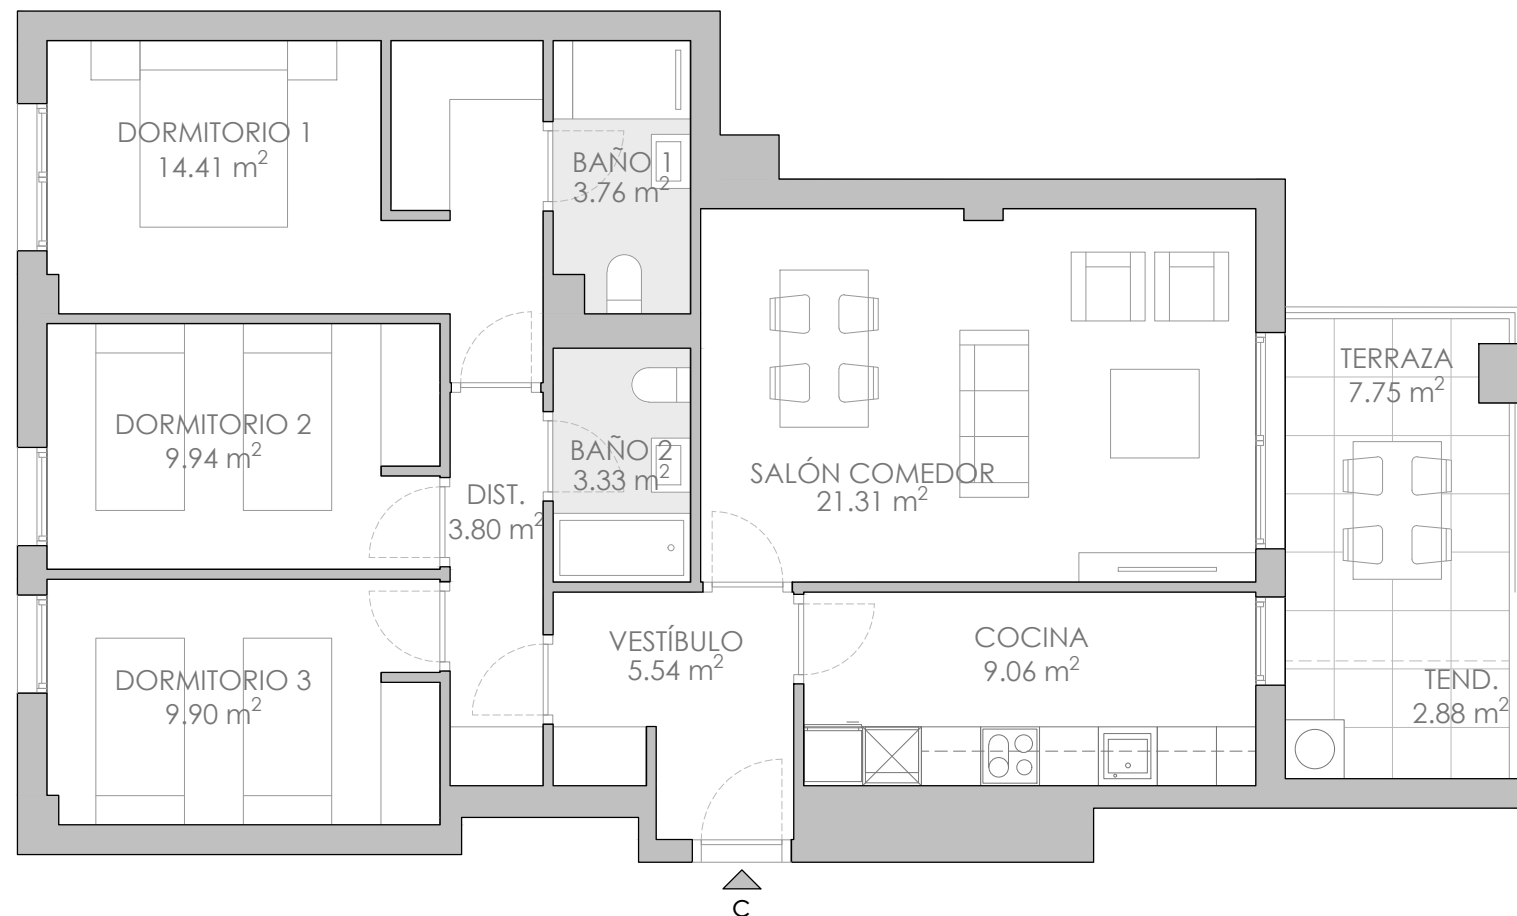 DORMITORIO 1
14.41 m²
BAÑO 1
3.76 m²
TERRAZA
7.75 m²
DORMITORIO 2
9.94 m²
BAÑO 2
3.33 m²
SALÓN COMEDOR
21.31 m²
DIST.
3.80 m²
VESTÍBULO
5.54 m²
COCINA
9.06 m²
DORMITORIO 3
9.90 m²
TEND.
2.88 m²
C